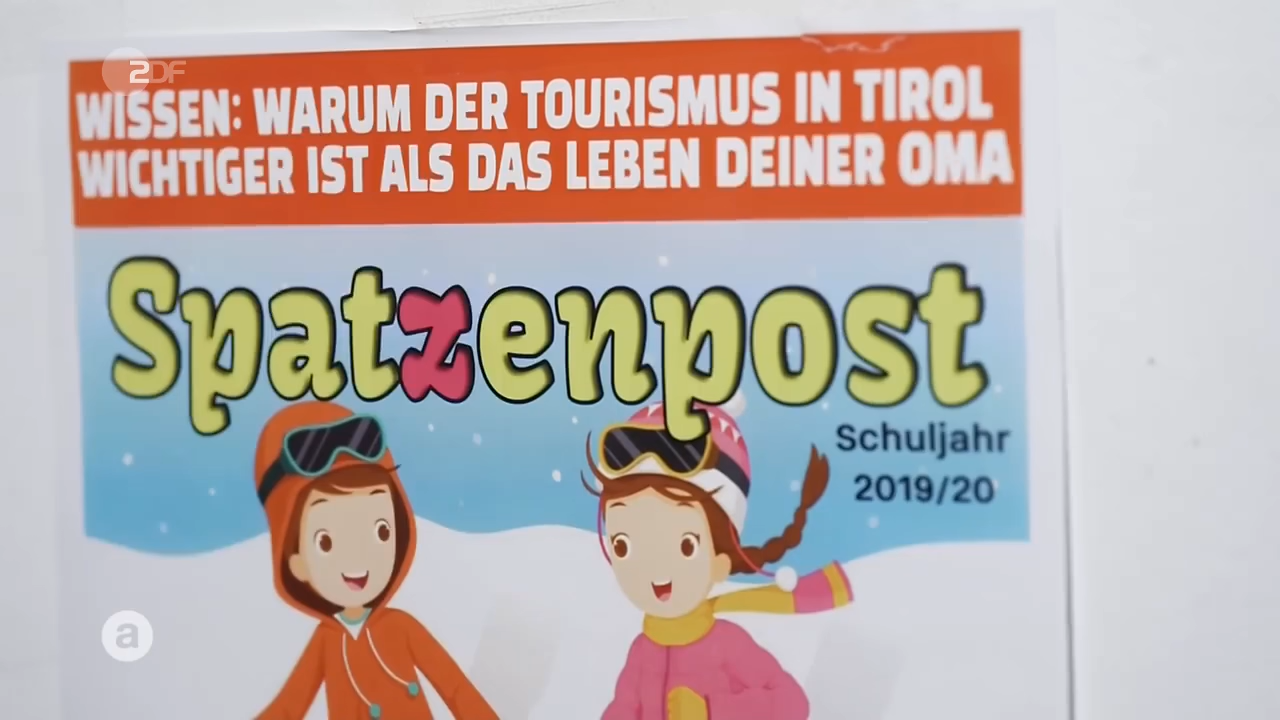 2DF
WISSEN: WARUM DER TOURISMUS IN TIROL
WICHTIGER IST ALS DAS LEBEN DEINER OMA
Spatzenpost
Schuljahr
2019/20
a